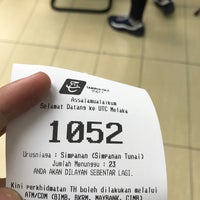 Assalamualaikum
Selamat Datang ke UTC Melaka
1052
Urusniaga : Simpanan (Simpanan Tunai)
Jumlah Menunggu : 23
ANDA AKAN DILAYAN SEBENTAR LAGI.
Kini perkhidmatan TH boleh dilakukan melalui
ATM/CDM (BIMB, BKRM, MAYBANK, CIMB)